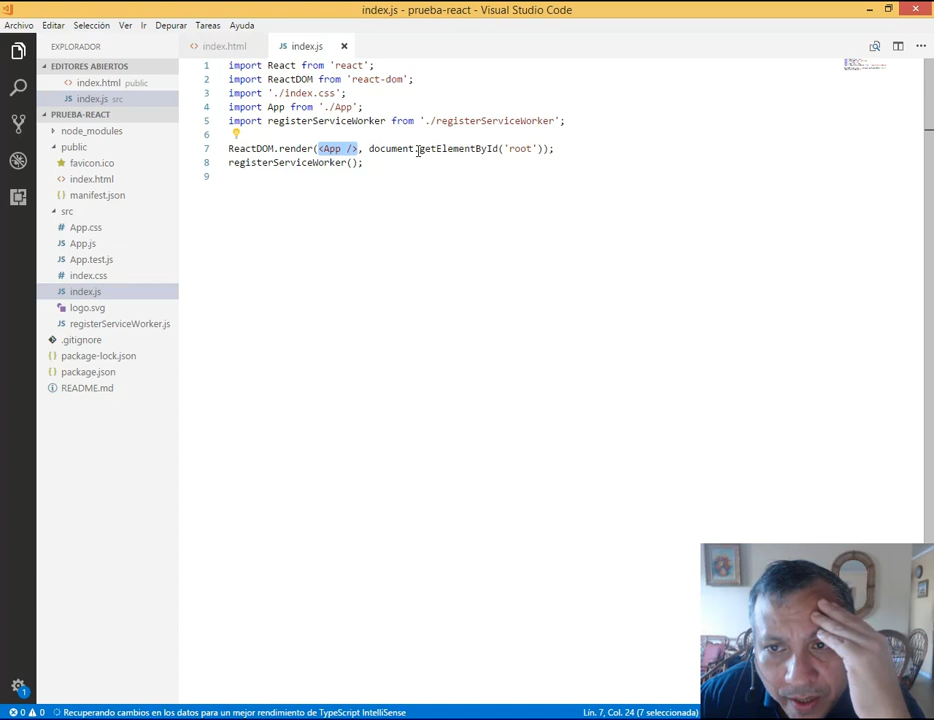 index.js - prueba-react - Visual Studio Code
Archivo Editar Selección Ver Ir Depurar Tareas Ayuda
EXPLORADOR
index.html
index.js
EDITORES ABIERTOS
index.html public
index.js src
PRUEBA-REACT
node_modules
public
favicon.ico
index.html
manifest.json
src
App.css
App.js
App.test.js
index.css
index.js
logo.svg
registerServiceWorker.js
.gitignore
package-lock.json
package.json
README.md
1 import React from 'react';
2 import ReactDOM from 'react-dom';
3 import './index.css';
4 import App from './App';
5 import registerServiceWorker from './registerServiceWorker';
6
7 ReactDOM.render(<App />, document.getElementById('root'));
8 registerServiceWorker();
9
1
0 0 Recuperando cambios en los datos para un mejor rendimiento de TypeScript IntelliSense
Lín. 7, Col. 24 (7 seleccionada)